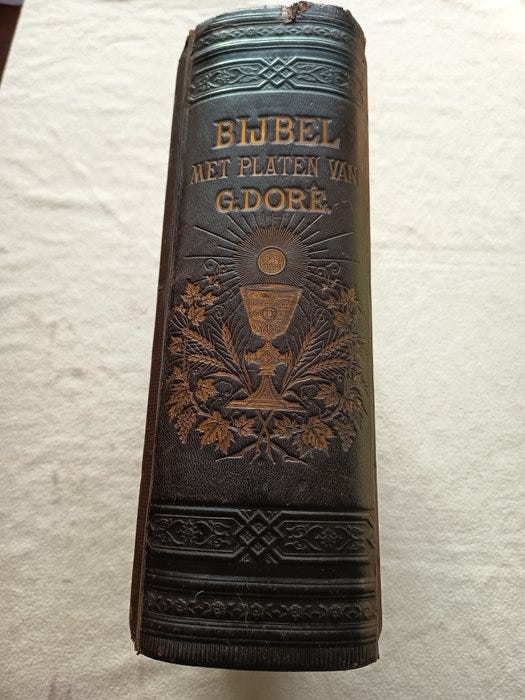 BIJBEL
MET PLATEN VAN
G.DORÉ.